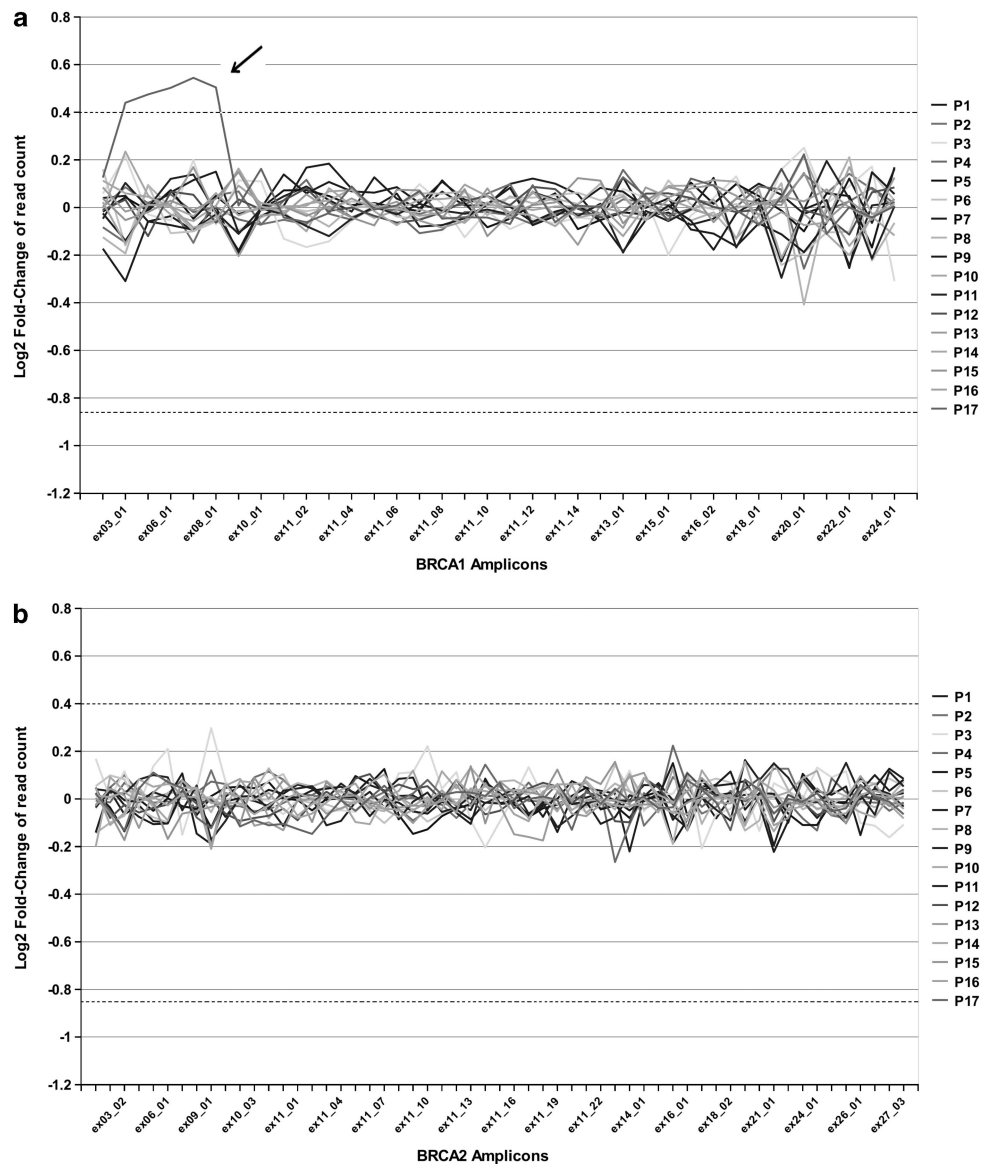 a
0.8
0.6
0.4
0.2
0
-0.2
-0.4
-0.6
-0.8
-1
-1.2
Log2 Fold-Change of read count
ex03_01
ex06_01
ex08_01
ex10_01
ex11_02
ex11_04
ex11_06
ex11_08
ex11_10
ex11_12
ex11_14
ex13_01
ex15_01
ex16_02
ex18_01
ex20_01
ex22_01
ex24_01
BRCA1 Amplicons
P1
P2
P3
P4
P5
P6
P7
P8
P9
P10
P11
P12
P13
P14
P15
P16
P17
b
0.8
0.6
0.4
0.2
0
-0.2
-0.4
-0.6
-0.8
-1
-1.2
Log2 Fold-Change of read count
ex03_02
ex06_01
ex09_01
ex10_03
ex11_01
ex11_04
ex11_07
ex11_10
ex11_13
ex11_16
ex11_19
ex11_22
ex14_01
ex16_01
ex18_02
ex21_01
ex24_01
ex26_01
ex27_03
BRCA2 Amplicons
P1
P2
P3
P4
P5
P6
P7
P8
P9
P10
P11
P12
P13
P14
P15
P16
P17